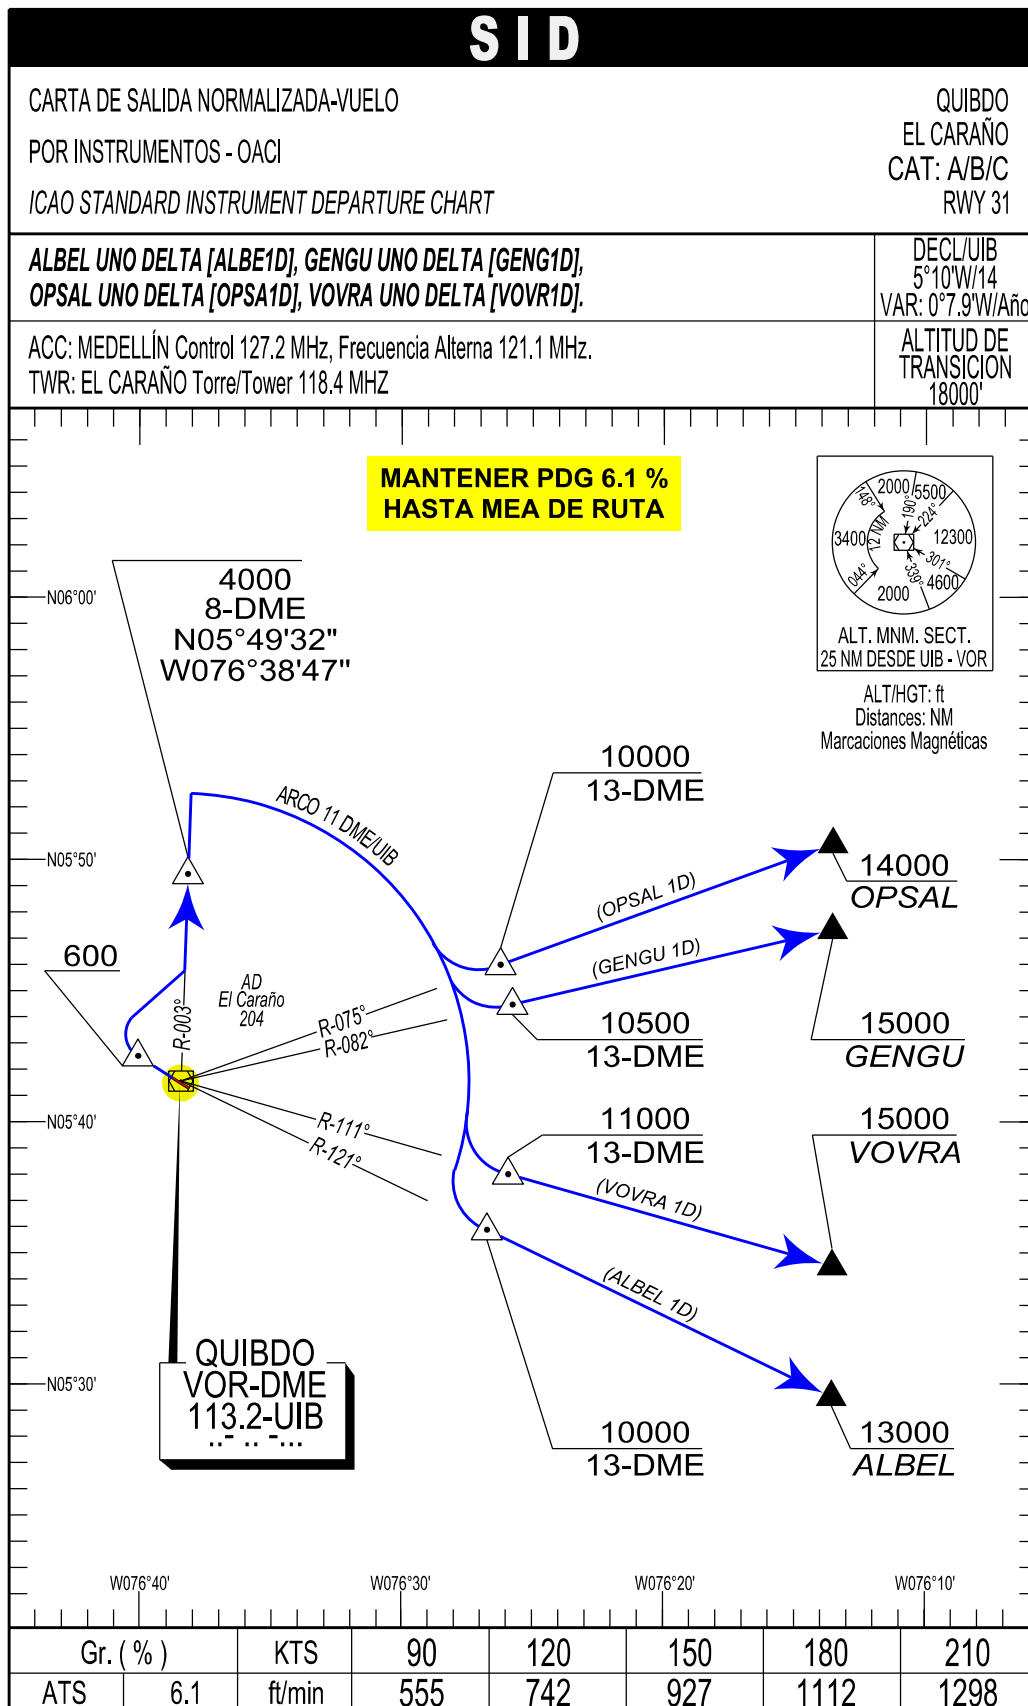 SID
CARTA DE SALIDA NORMALIZADA-VUELO
POR INSTRUMENTOS - OACI
ICAO STANDARD INSTRUMENT DEPARTURE CHART
QUIBDO
EL CARAÑO
CAT: A/B/C
RWY 31
ALBEL UNO DELTA [ALBE1D], GENGU UNO DELTA [GENG1D],
OPSAL UNO DELTA [OPSA1D], VOVRA UNO DELTA [VOVR1D].
DECL/UIB
5°10'W/14
VAR: 0°7.9'W/Año
ACC: MEDELLÍN Control 127.2 MHz, Frecuencia Alterna 121.1 MHz.
TWR: EL CARAÑO Torre/Tower 118.4 MHZ
ALTITUD DE
TRANSICION
18000'
MANTENER PDG 6.1 %
HASTA MEA DE RUTA
148°
2000
190°
5500
224°
3400
12 NM
12300
044°
339°
301°
4600
2000
ALT. MNM. SECT.
25 NM DESDE UIB - VOR
ALT/HGT: ft
Distances: NM
Marcaciones Magnéticas
4000
8-DME
N05°49'32"
W076°38'47"
N06°00'
10000
13-DME
ARCO 11 DME/UIB
N05°50'
(OPSAL 1D)
14000
OPSAL
600
AD
El Caraño
204
R-003°
(GENGU 1D)
R-075°
R-082°
10500
13-DME
15000
GENGU
N05°40'
R-111°
R-121°
11000
13-DME
15000
VOVRA
(VOVRA 1D)
(ALBEL 1D)
QUIBDO
VOR-DME
113.2-UIB
N05°30'
10000
13-DME
13000
ALBEL
W076°40'
W076°30'
W076°20'
W076°10'
Gr. ( % ) KTS 90 120 150 180 210
ATS 6.1 ft/min 555 742 927 1112 1298